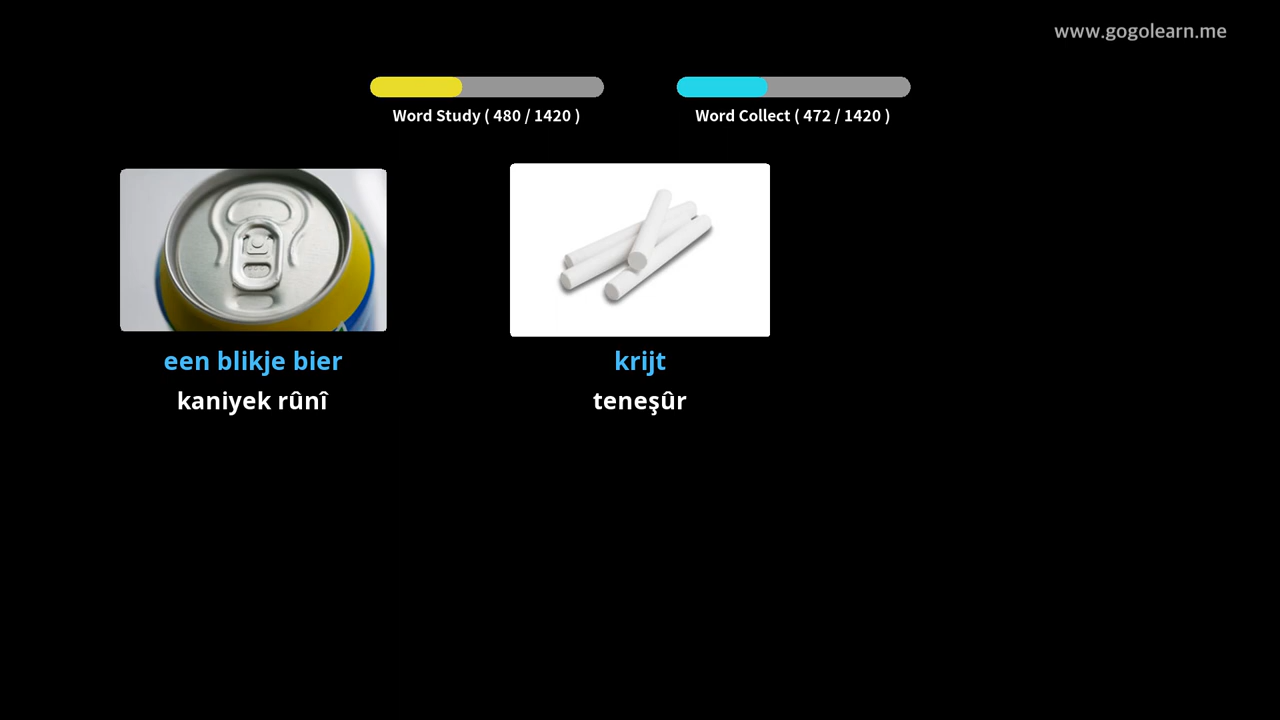 www.gogolearn.me
Word Study ( 480 / 1420 )
Word Collect ( 472 / 1420 )
een blikje bier
kaniyek rûnî
krijt
teneşûr